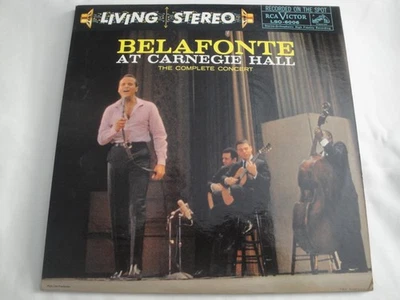 LIVING STEREO
RECORDED ON THE SPOT
RCA VICTOR
LSO-6006
BELAFONTE
AT CARNEGIE HALL
THE COMPLETE CONCERT